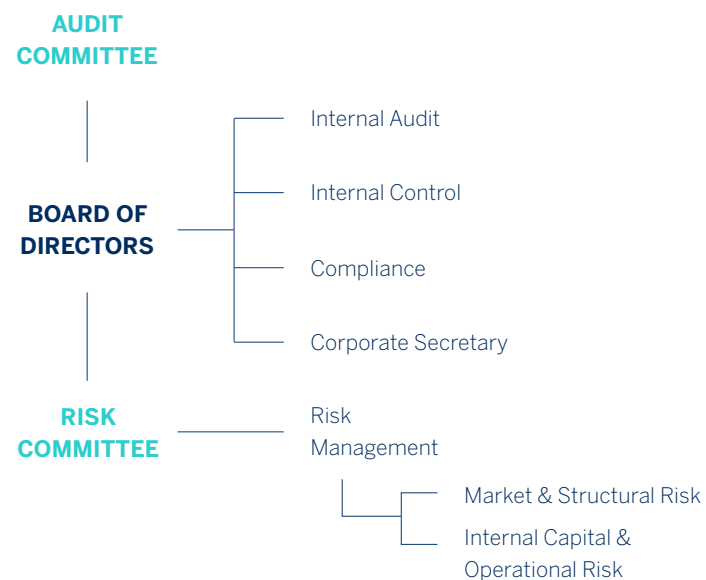 AUDIT
COMMITTEE
Internal Audit
Internal Control
BOARD OF
DIRECTORS
Compliance
Corporate Secretary
RISK
COMMITTEE
Risk
Management
Market & Structural Risk
Internal Capital &
Operational Risk